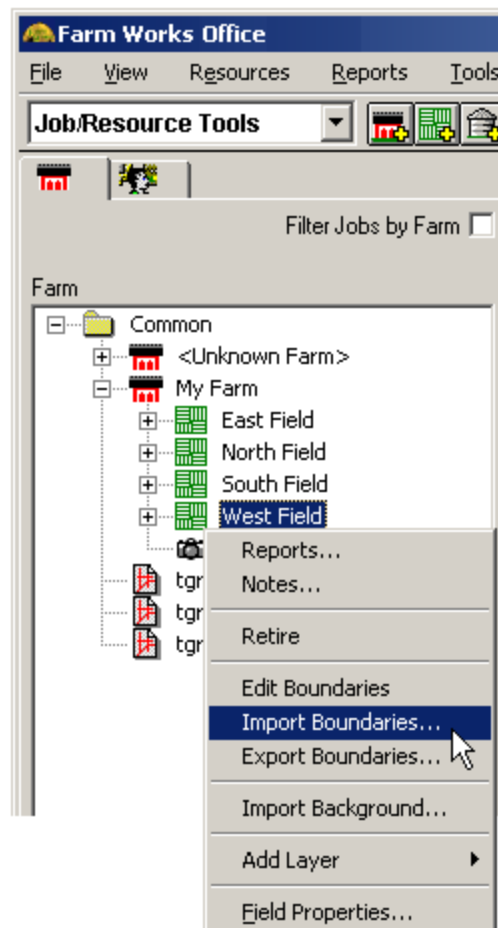 Farm Works Office
File View Resources Reports Tools
Job/Resource Tools
Filter Jobs by Farm
Farm
Common
<Unknown Farm>
My Farm
East Field
North Field
South Field
West Field
Reports...
tgr
Notes...
tgr
Retire
tgr
Edit Boundaries
Import Boundaries...
Export Boundaries...
Import Background...
Add Layer
Field Properties...